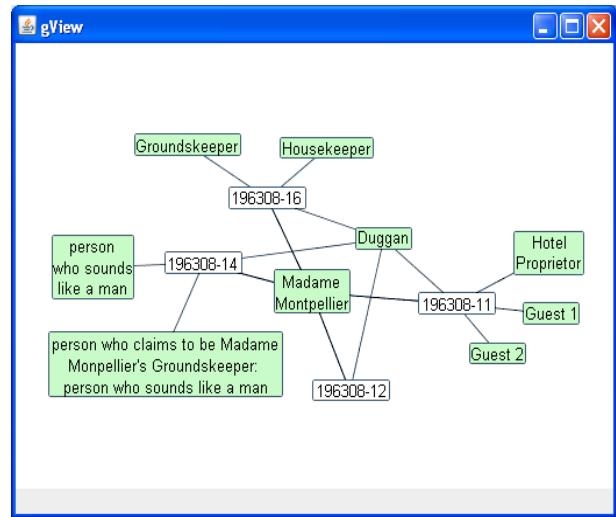 gView
Groundskeeper
Housekeeper
196308-16
Duggan
person
who sounds
like a man
196308-14
Hotel
Proprietor
Madame
Montpellier
196308-11
Guest 1
person who claims to be Madame
Monpellier's Groundskeeper:
person who sounds like a man
Guest 2
196308-12